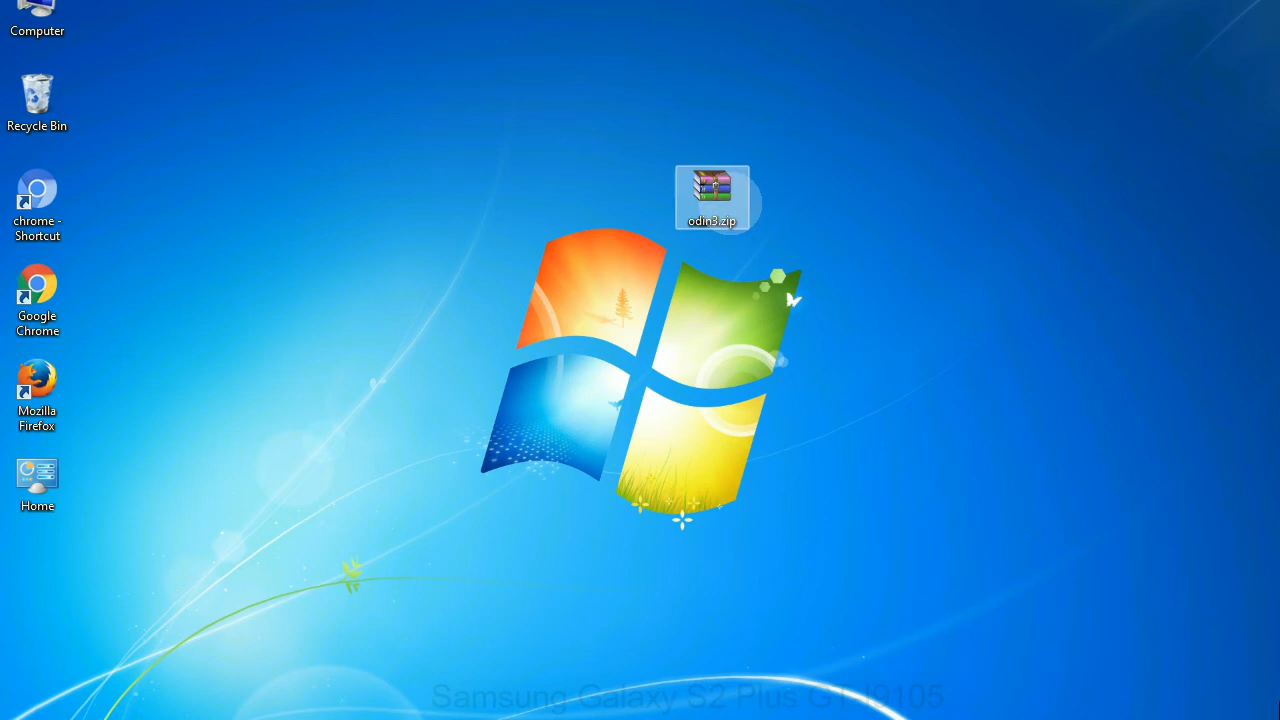 Computer
Recycle Bin
chrome -
Shortcut
Google
Chrome
Mozilla
Firefox
Home
odin3.zip
Samsung Galaxy S2 Plus GT-I9105